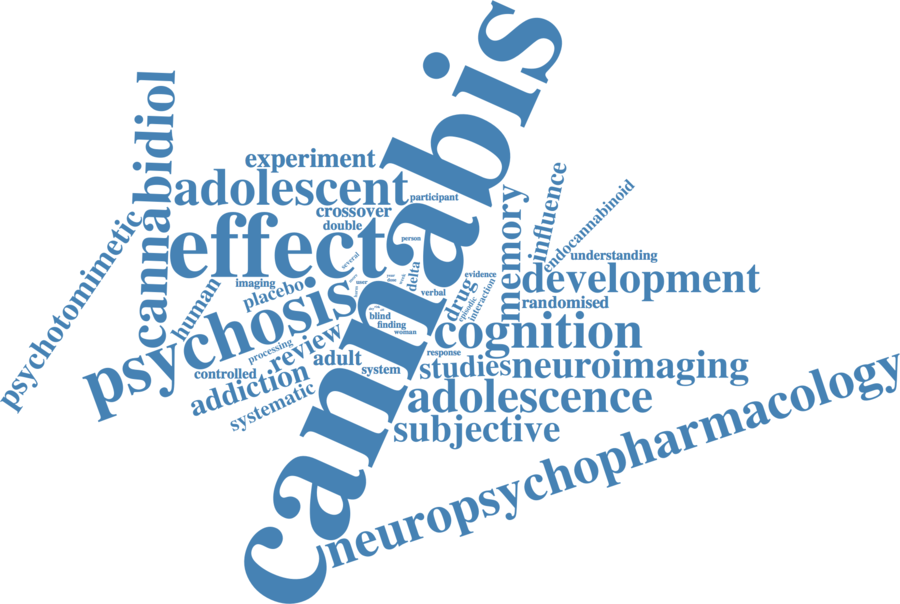 cannabis
cannabidiol
experiment
adolescent
participant
crossover
double
effect
person
several
psychotomimetic
human
imaging
placebo
psychosis
processing
review
controlled
addiction
adult
system
systematic
blind
finding
woman
delta
verbal
evidence
drug
episodic
interaction
memory
influence
endocannabinoid
understanding
development
randomised
cognition
response
studies
neuroimaging
adolescence
subjective
neuropsychopharmacology
user